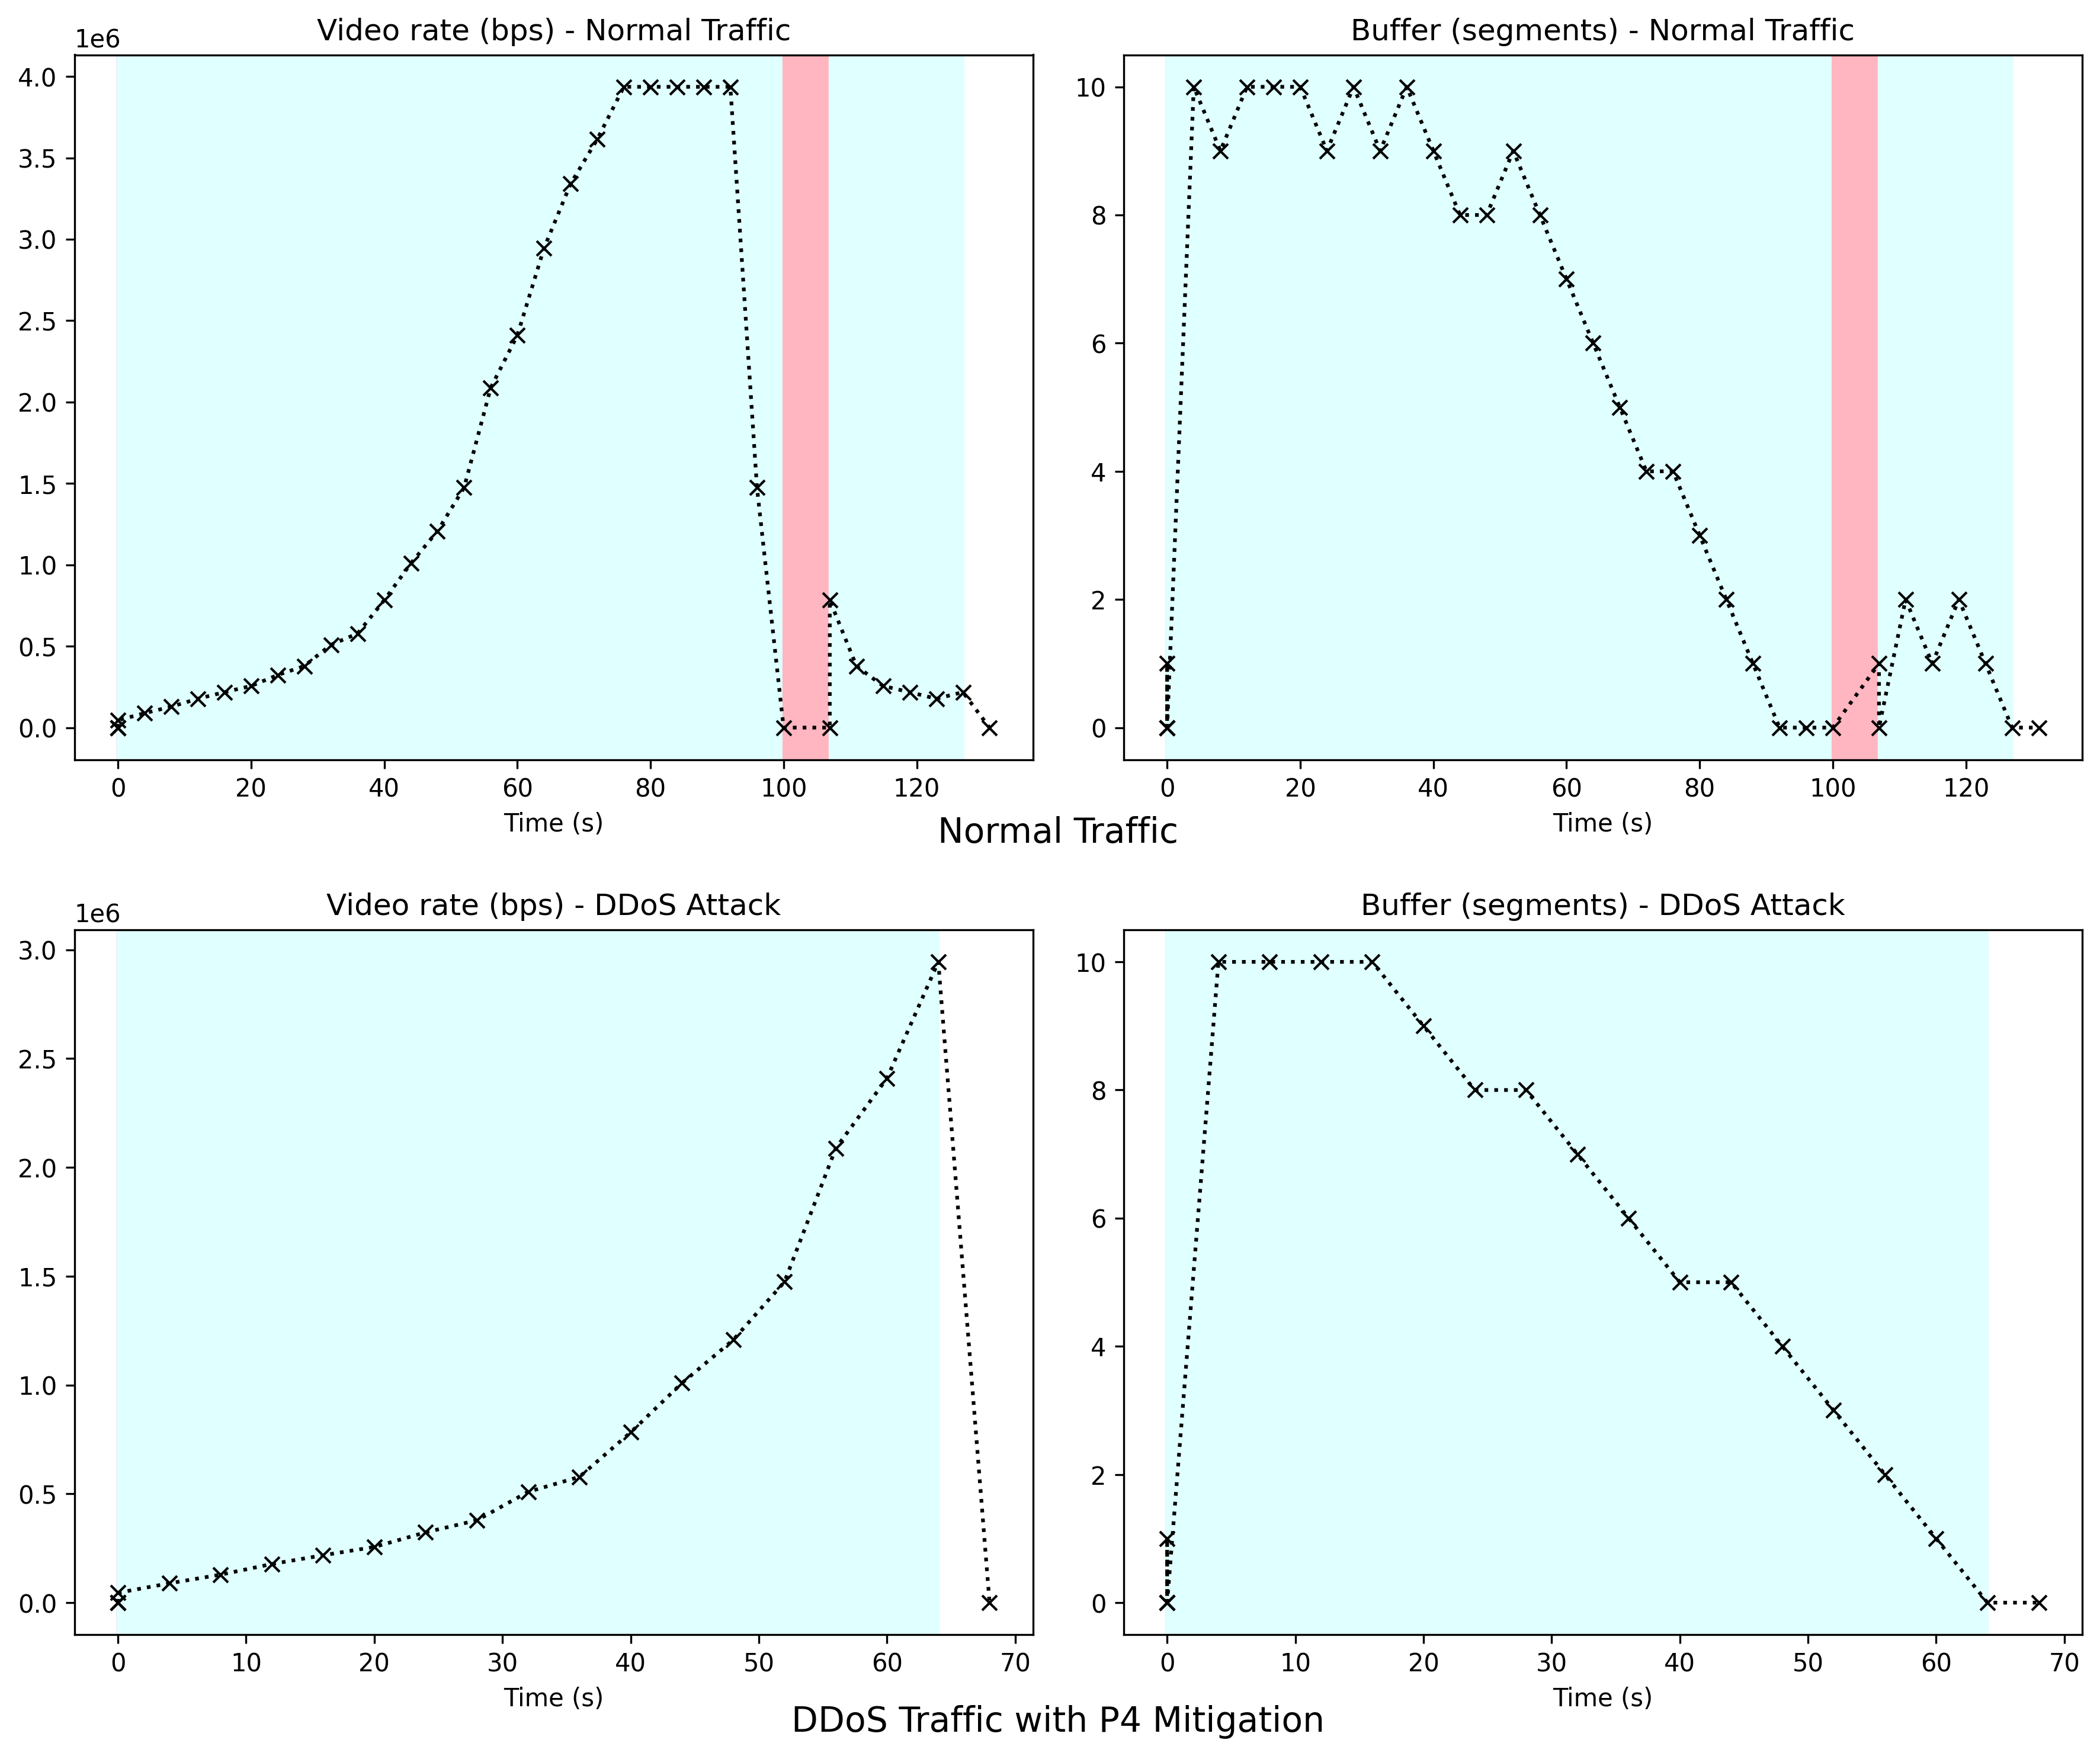 Video rate (bps) - Normal Traffic
1e6
4.0
3.5
3.0
2.5
2.0
1.5
1.0
0.5
0.0
0 20 40 60 80 100 120
Time (s)
Buffer (segments) - Normal Traffic
10
8
6
4
2
0
0 20 40 60 80 100 120
Time (s)
Normal Traffic
Video rate (bps) - DDoS Attack
1e6
3.0
2.5
2.0
1.5
1.0
0.5
0.0
0 10 20 30 40 50 60 70
Time (s)
Buffer (segments) - DDoS Attack
10
8
6
4
2
0
0 10 20 30 40 50 60 70
Time (s)
DDoS Traffic with P4 Mitigation